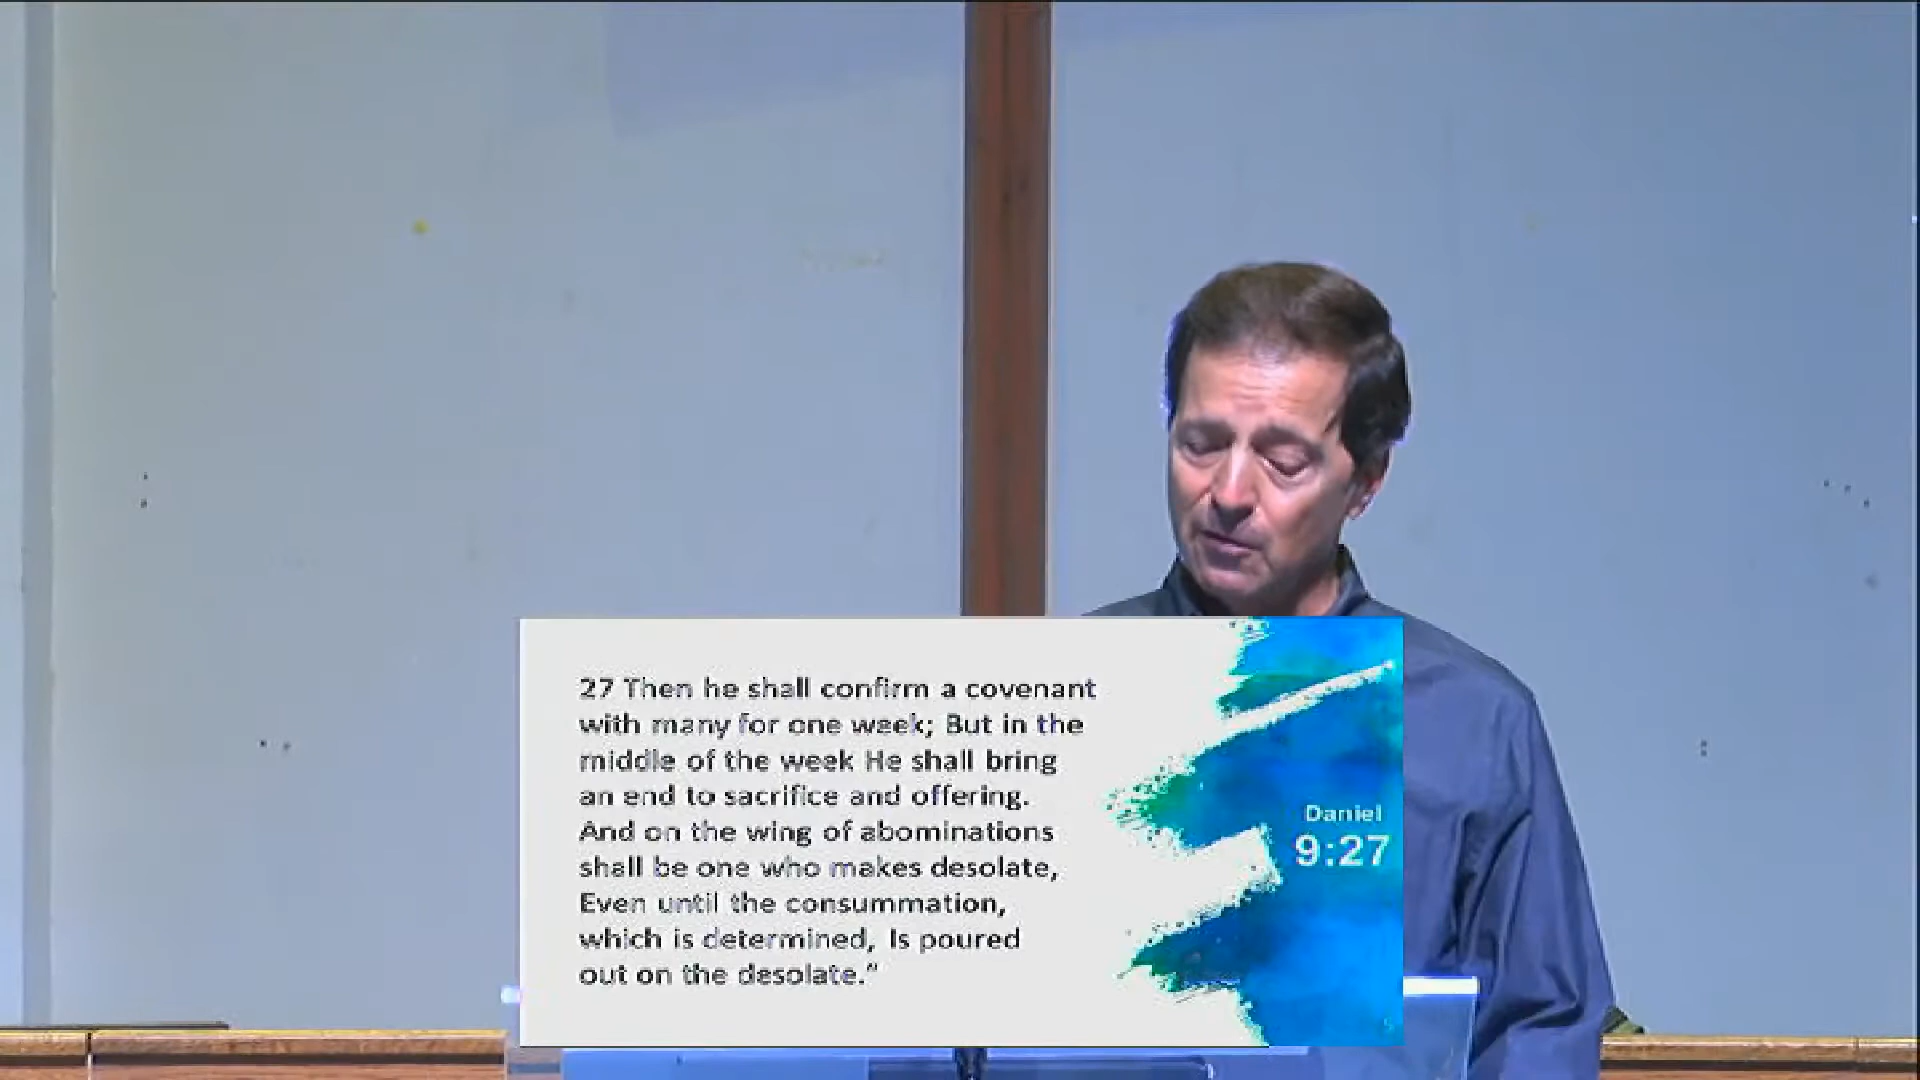 27 Then he shall confirm a covenant
with many for one week; But in the
middle of the week He shall bring
an end to sacrifice and offering.
And on the wing of abominations
shall be one who makes desolate,
Even until the consummation,
which is determined, Is poured
out on the desolate.”
Daniel
9:27
5